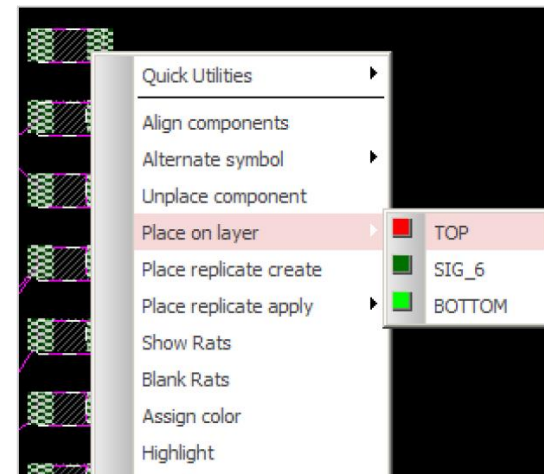 Quick Utilities
Align components
Alternate symbol
Unplace component
Place on layer
TOP
Place replicate create
SIG_6
Place replicate apply
BOTTOM
Show Rats
Blank Rats
Assign color
Highlight